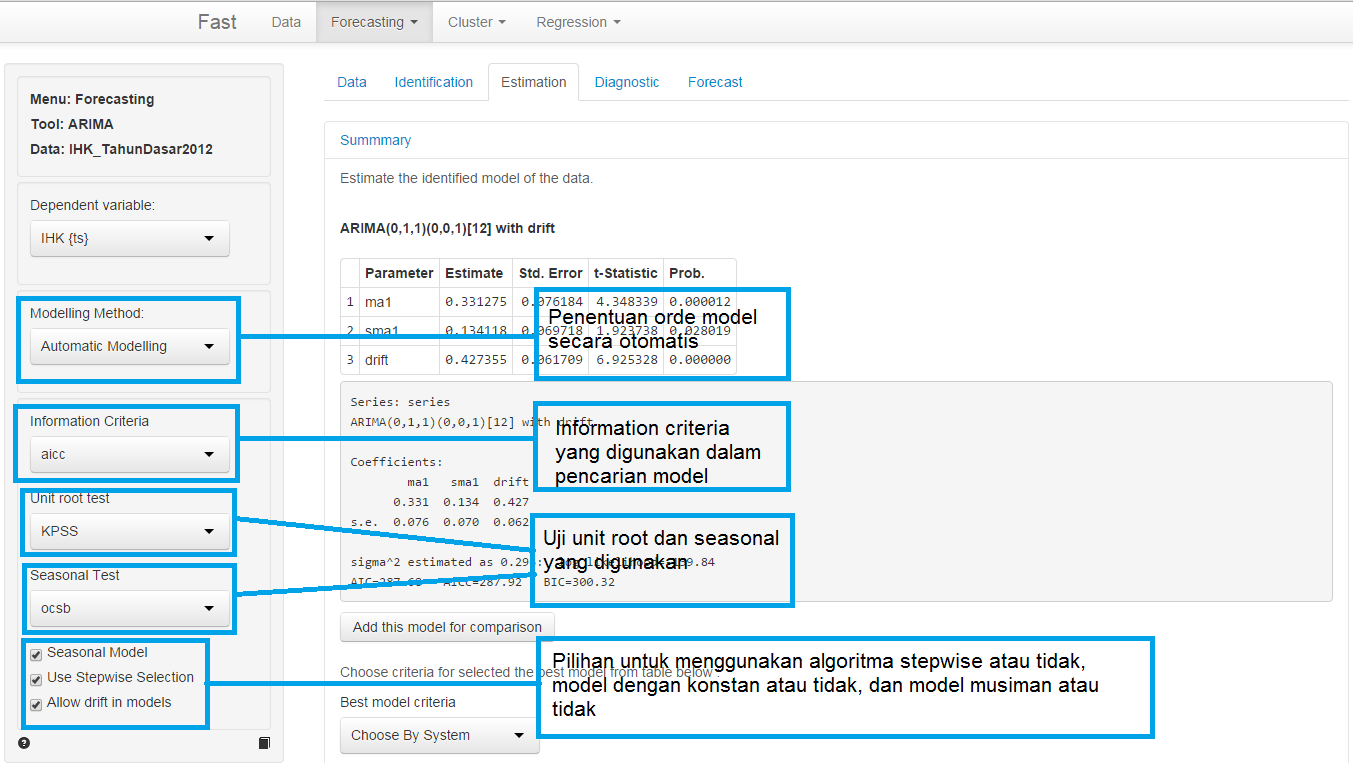 Fast Data Forecasting Cluster Regression
Menu: Forecasting
Tool: ARIMA
Data: IHK_TahunDasar2012
Dependent variable:
IHK {ts}
Modelling Method:
Automatic Modelling
Information Criteria
aicc
Unit root test
KPSS
Seasonal Test
ocsb
Seasonal Model
Use Stepwise Selection
Allow drift in models
Data Identification Estimation Diagnostic Forecast
Summmary
Estimate the identified model of the data.
ARIMA(0,1,1)(0,0,1)[12] with drift
Parameter Estimate Std. Error t-Statistic Prob.
1 ma1 0.331275 0.076184 4.348339 0.000012
2 sma1 0.134118 0.069718 1.923738 0.028019
3 drift 0.427355 0.061709 6.925328 0.000000
Penentuan orde model
secara otomatis
Series: series
ARIMA(0,1,1)(0,0,1)[12] with drift
Information criteria
yang digunakan dalam
pencarian model
Coefficients:
ma1 sma1 drift
0.331 0.134 0.427
s.e. 0.076 0.070 0.062
Uji unit root dan seasonal
yang digunakan
sigma^2 estimated as
AICc=287.92 BIC=300.32
Add this model for comparison
Choose criteria for selected the best model from table below :
Best model criteria
Choose By System
Pilihan untuk menggunakan algoritma stepwise atau tidak,
model dengan konstan atau tidak, dan model musiman atau
tidak